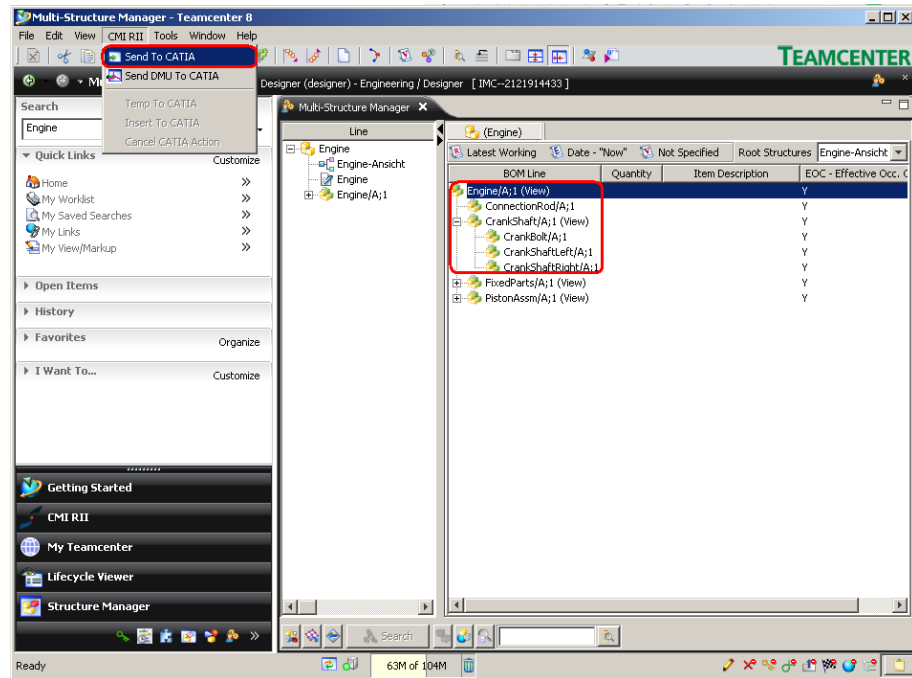 Multi-Structure Manager - Teamcenter 8
File Edit View CMI RII Tools Window Help
Send To CATIA
Send DMU To CATIA
Temp To CATIA
Insert To CATIA
Cancel CATIA Action
TEAMCENTER
Designer (designer) - Engineering / Designer [ IMC--2121914433 ]
Search
Engine
Quick Links
Customize
Home
My Worklist
My Saved Searches
My Links
My View/Markup
Open Items
History
Favorites
Organize
I Want To...
Customize
Getting Started
CMI RII
My Teamcenter
Lifecycle Viewer
Structure Manager
Multi-Structure Manager
Line
Engine
Engine-Ansicht
Engine
Engine/A;1
(Engine)
Latest Working Date - "Now" Not Specified Root Structures Engine-Ansicht
BOM Line Quantity Item Description EOC - Effective Occ.
Engine/A;1 (View) Y
ConnectionRod/A;1 Y
CrankShaft/A;1 (View) Y
CrankBolt/A;1 Y
CrankShaftLeft/A;1 Y
CrankShaftRight/A;1 Y
FixedParts/A;1 (View) Y
PistonAssm/A;1 (View) Y
Search
Ready
63M of 104M